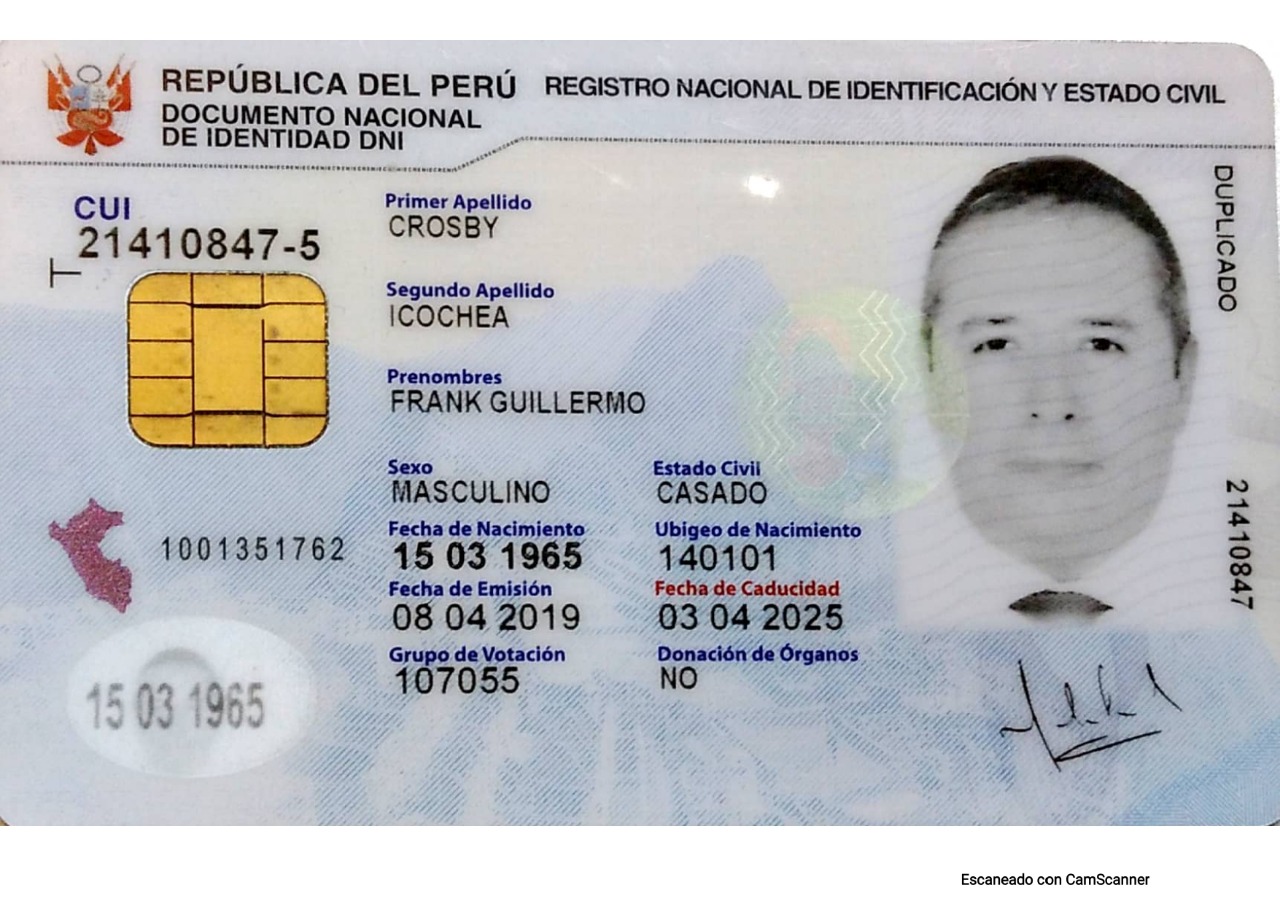 REPÚBLICA DEL PERÚ
REGISTRO NACIONAL DE IDENTIFICACIÓN Y ESTADO CIVIL
DOCUMENTO NACIONAL
DE IDENTIDAD DNI
CUI
21410847-5
Primer Apellido
CROSBY
Segundo Apellido
ICOCHEA
Prenombres
FRANK GUILLERMO
Sexo
MASCULINO
Estado Civil
CASADO
Fecha de Nacimiento
15 03 1965
Ubigeo de Nacimiento
140101
Fecha de Emisión
08 04 2019
Fecha de Caducidad
03 04 2025
Grupo de Votación
107055
Donación de Órganos
NO
1001351762
15 03 1965
DUPLICADO
21410847
Escaneado con CamScanner